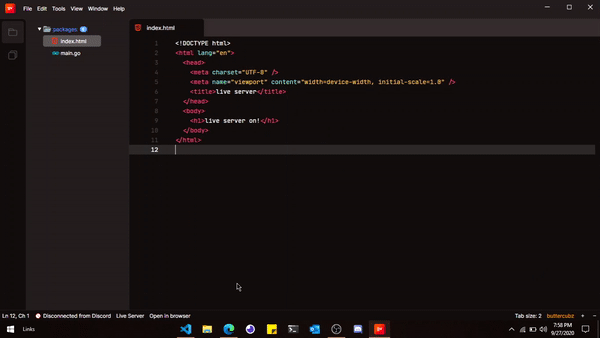 File Edit Tools View Window Help
packages
index.html
main.go
index.html
1 <!DOCTYPE html>
2 <html lang="en">
3 <head>
4 <meta charset="UTF-8" />
5 <meta name="viewport" content="width=device-width, initial-scale=1.0" />
6 <title>live server</title>
7 </head>
8 <body>
9 <h1>live server on!</h1>
10 </body>
11 </html>
12
Ln 12, Ch 1 Disconnected from Discord Live Server Open in browser Tab size: 2 buttercubz + -
Links 7:58 PM
9/27/2020